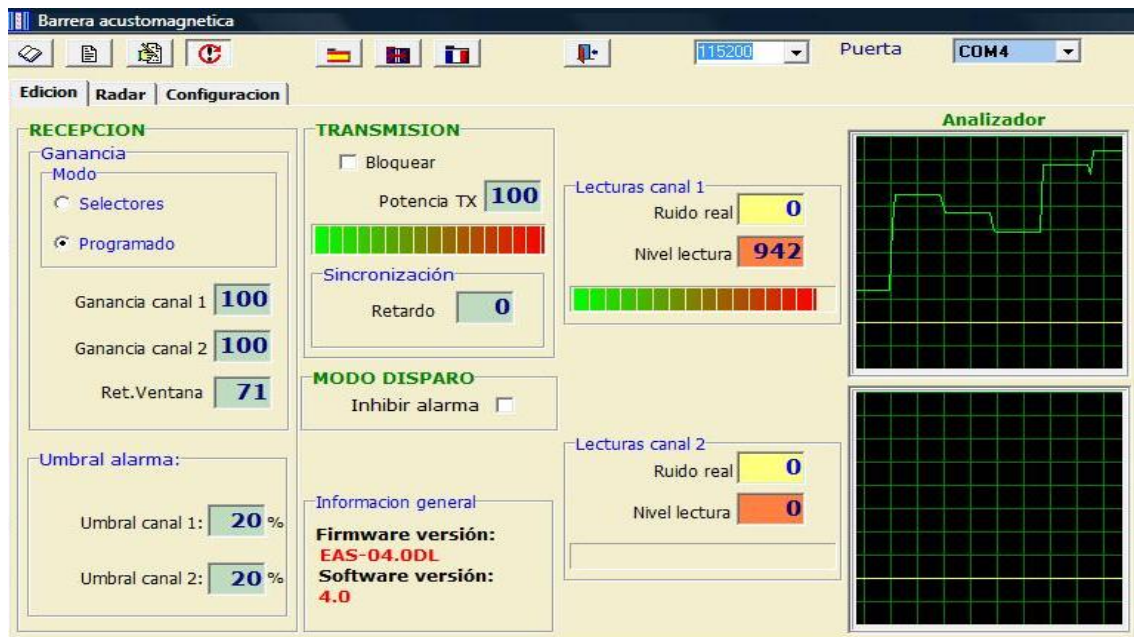 Barrera acustomagnetica
115200
Puerta
COM4
Edicion
Radar
Configuracion
RECEPCION
Ganancia
Modo
Selectores
Programado
Ganancia canal 1 100
Ganancia canal 2 100
Ret.Ventana 71
Umbral alarma:
Umbral canal 1: 20 %
Umbral canal 2: 20 %
TRANSMISION
Bloquear
Potencia TX 100
Sincronización
Retardo 0
MODO DISPARO
Inhibir alarma
Informacion general
Firmware versión:
EAS-04.0DL
Software versión:
4.0
Lecturas canal 1
Ruido real 0
Nivel lectura 942
Lecturas canal 2
Ruido real 0
Nivel lectura 0
Analizador